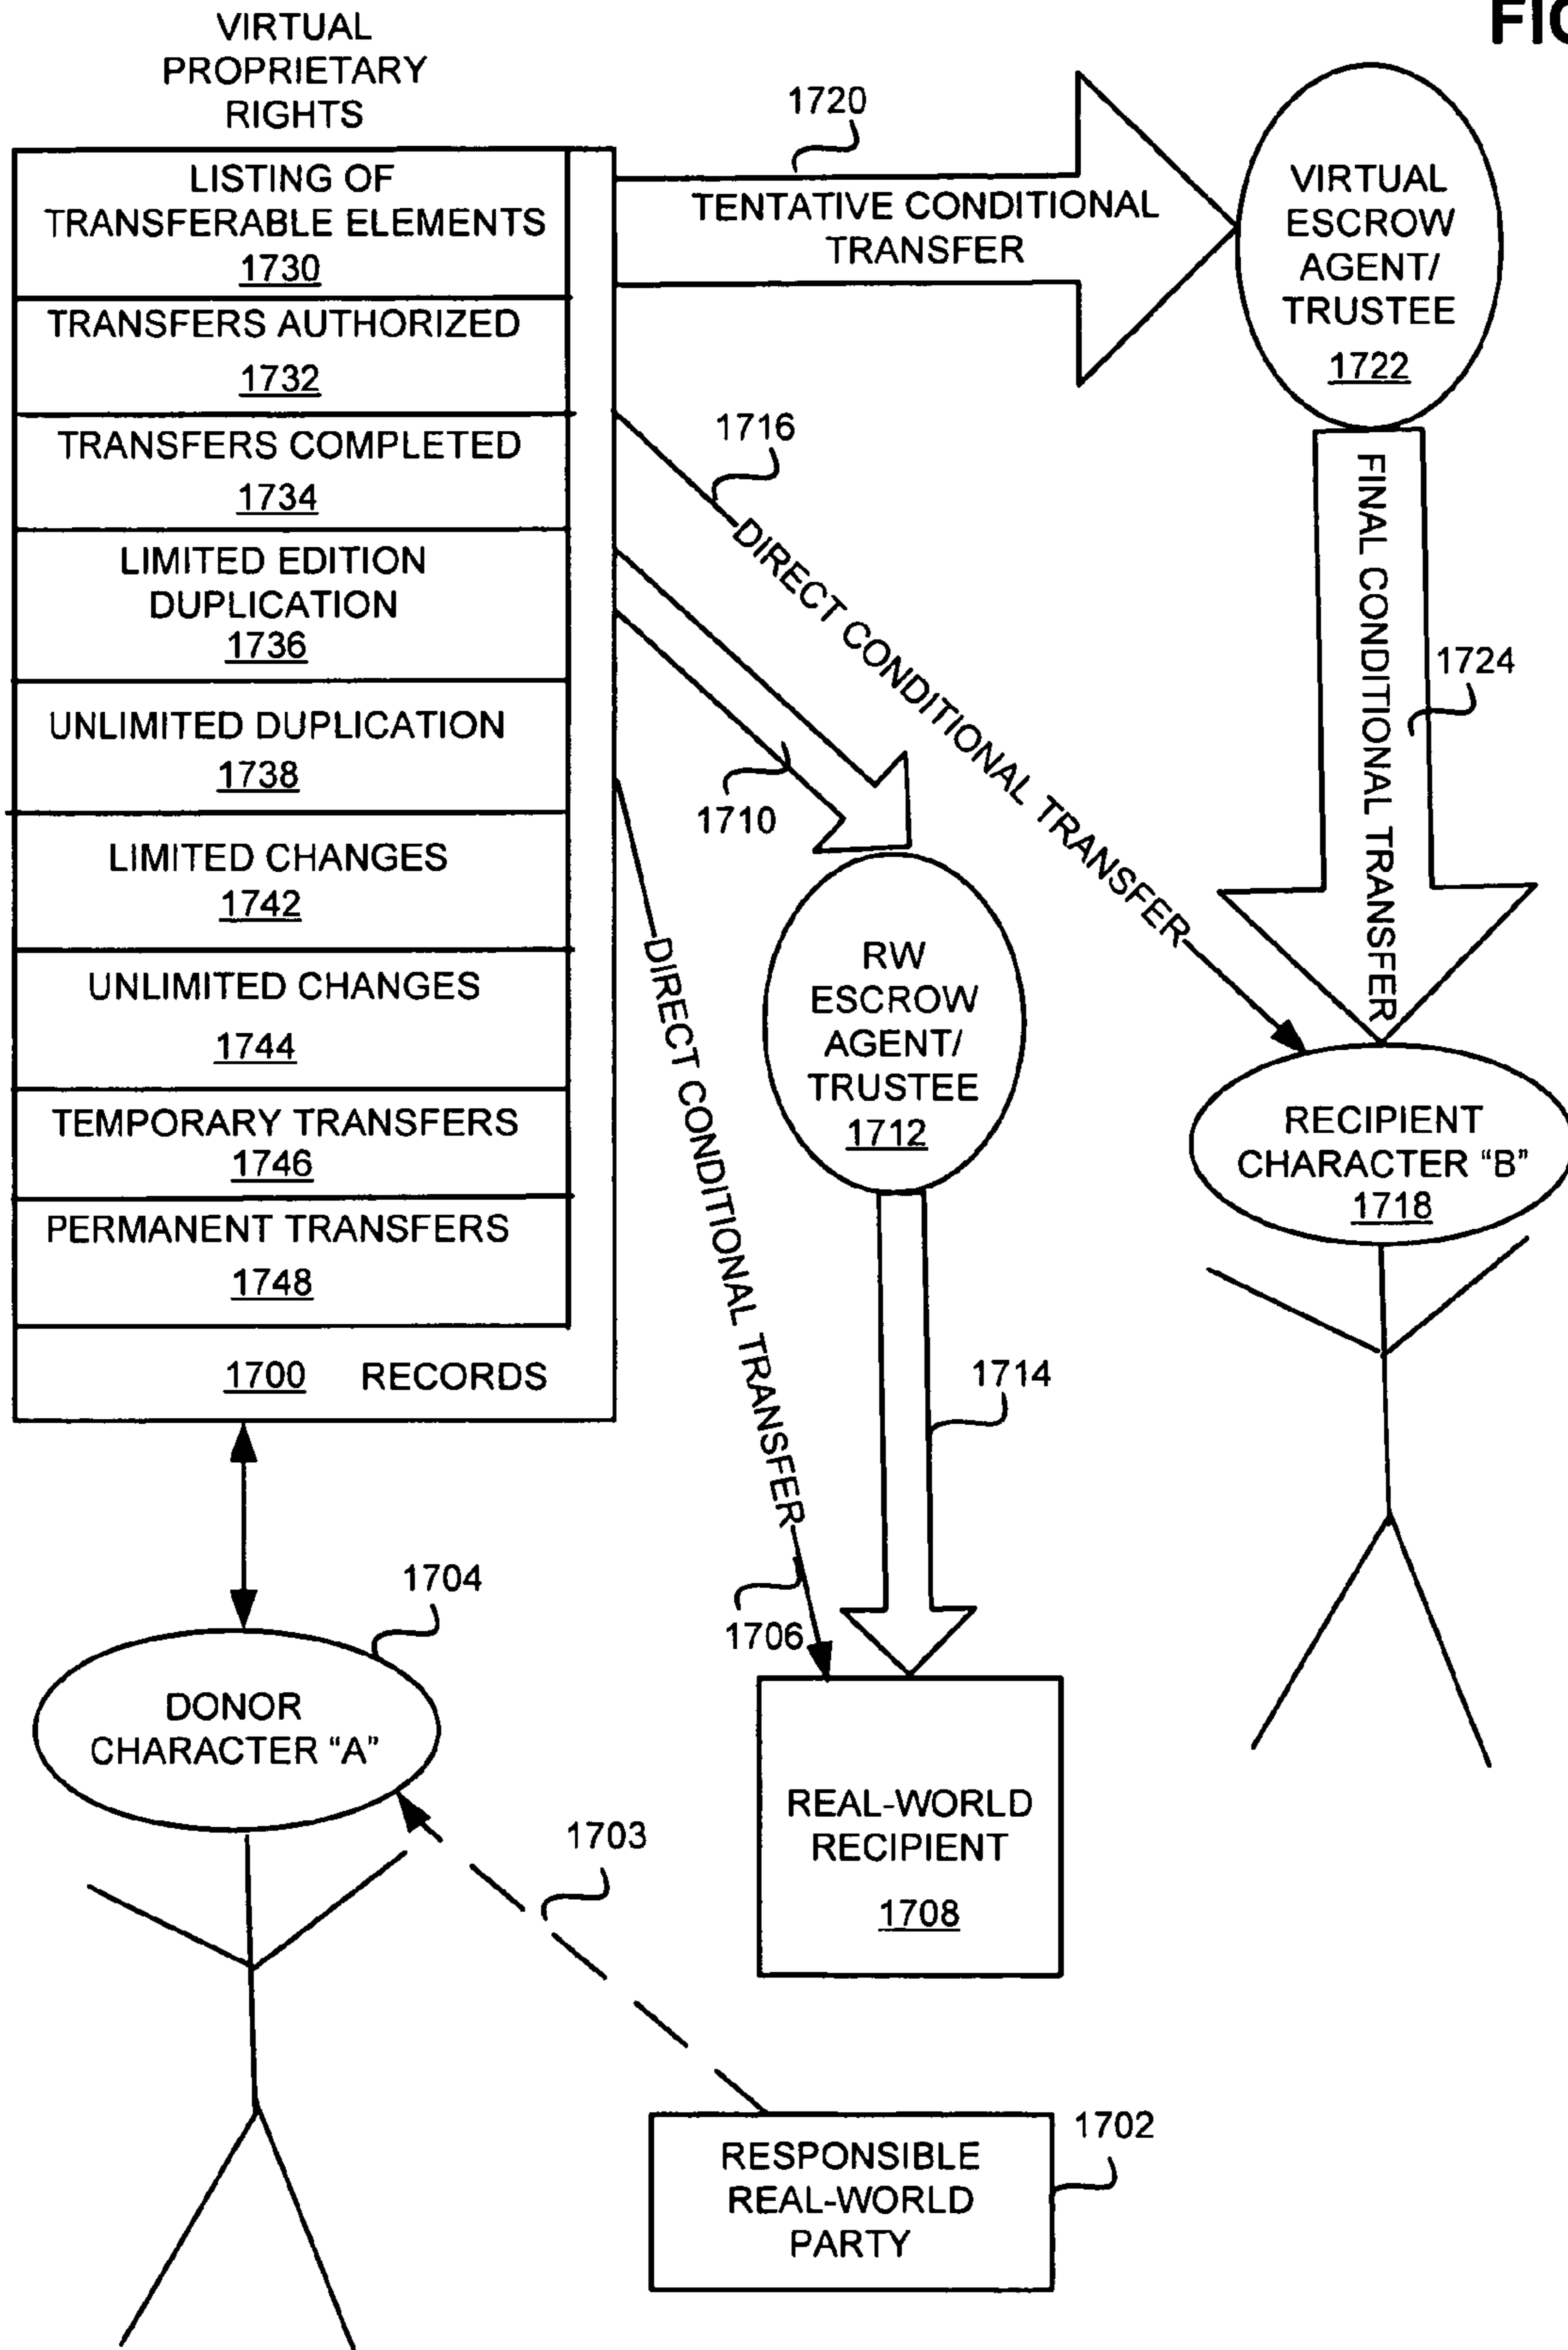 FIG
VIRTUAL
PROPRIETARY
RIGHTS
LISTING OF
TRANSFERABLE ELEMENTS
1730
TRANSFERS AUTHORIZED
1732
TRANSFERS COMPLETED
1734
LIMITED EDITION
DUPLICATION
1736
UNLIMITED DUPLICATION
1738
LIMITED CHANGES
1742
UNLIMITED CHANGES
1744
TEMPORARY TRANSFERS
1746
PERMANENT TRANSFERS
1748
1700 RECORDS
1720
TENTATIVE CONDITIONAL
TRANSFER
VIRTUAL
ESCROW
AGENT/
TRUSTEE
1722
1716
DIRECT CONDITIONAL TRANSFER
FINAL CONDITIONAL TRANSFER
1724
1710
RW
ESCROW
AGENT/
TRUSTEE
1712
DIRECT CONDITIONAL TRANSFER
RECIPIENT
CHARACTER “B”
1718
1714
1706
1704
DONOR
CHARACTER “A”
REAL-WORLD
RECIPIENT
1708
1703
1702
RESPONSIBLE
REAL-WORLD
PARTY